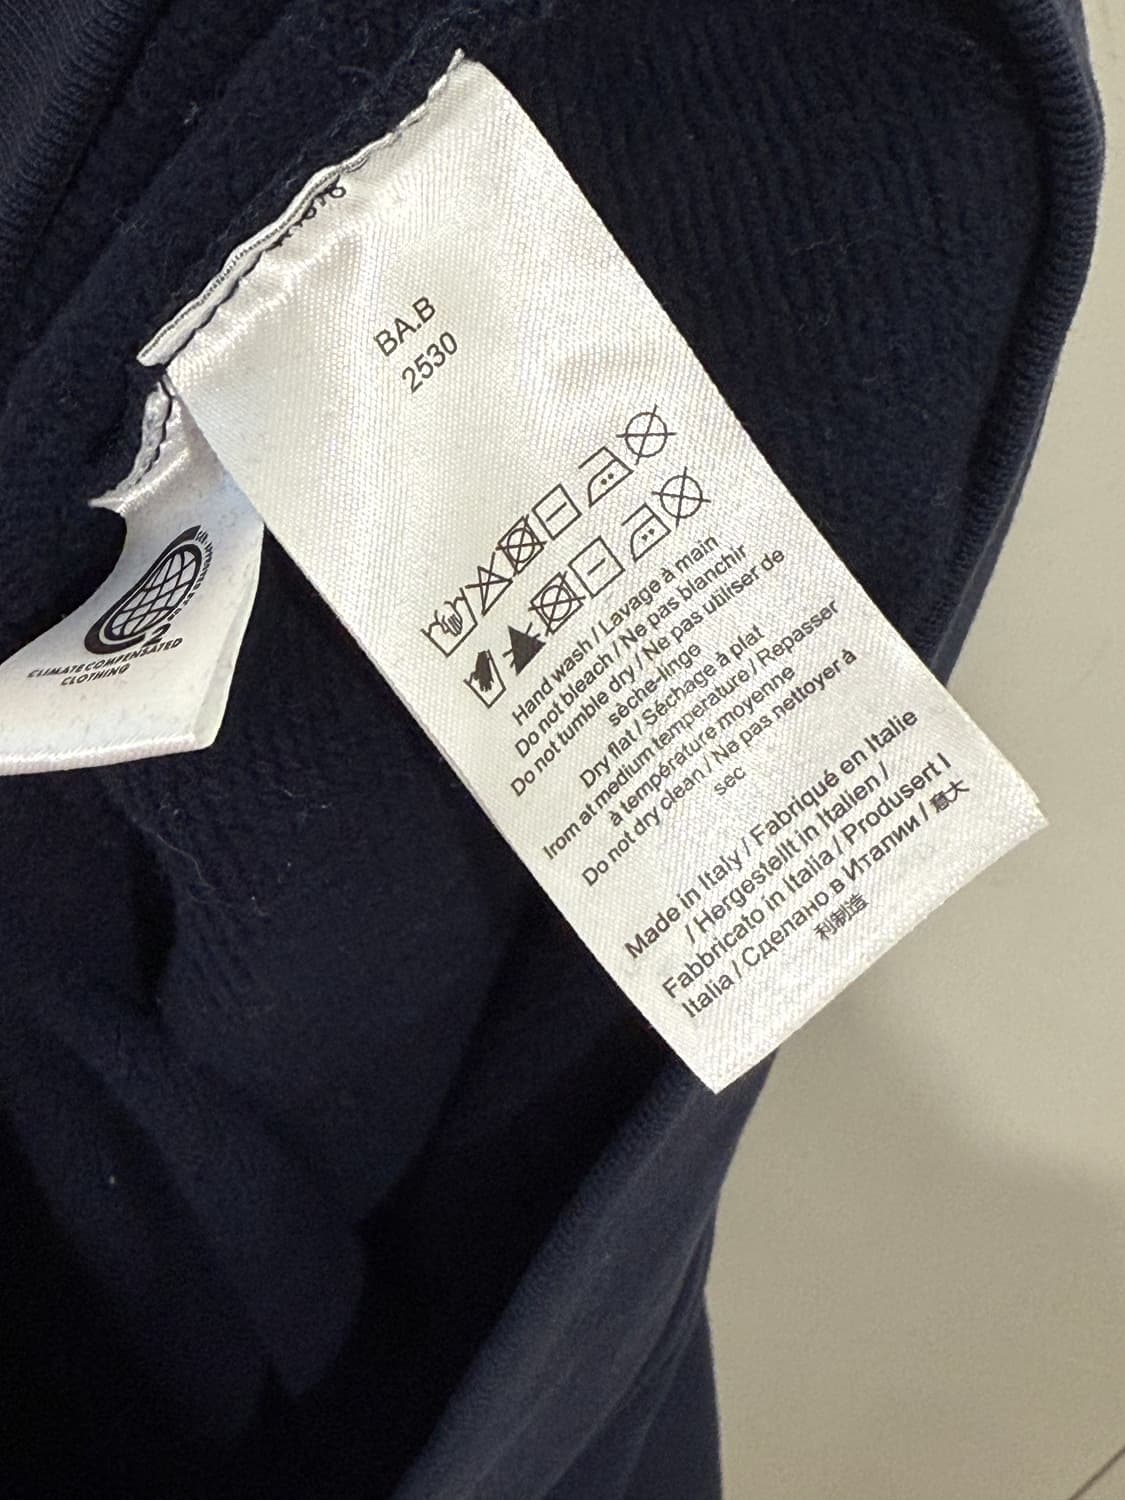 BA.B
2530
Hand wash / Lavage à main
Do not bleach / Ne pas blanchir
Do not tumble dry / Ne pas utiliser de
sèche-linge
Dry flat / Séchage à plat
Irom at medium temperature / Repasser
à température moyenne
Do not dry clean / Ne pas nettoyer à
sec
Made in Italy / Fabriqué en Italie
/ Hergestellt in Italien /
Fabbricato in Italia / Produsert I
Italia / Сделано в Италии / 意大
利制造
CLIMATE COMPENSATED
CLOTHING